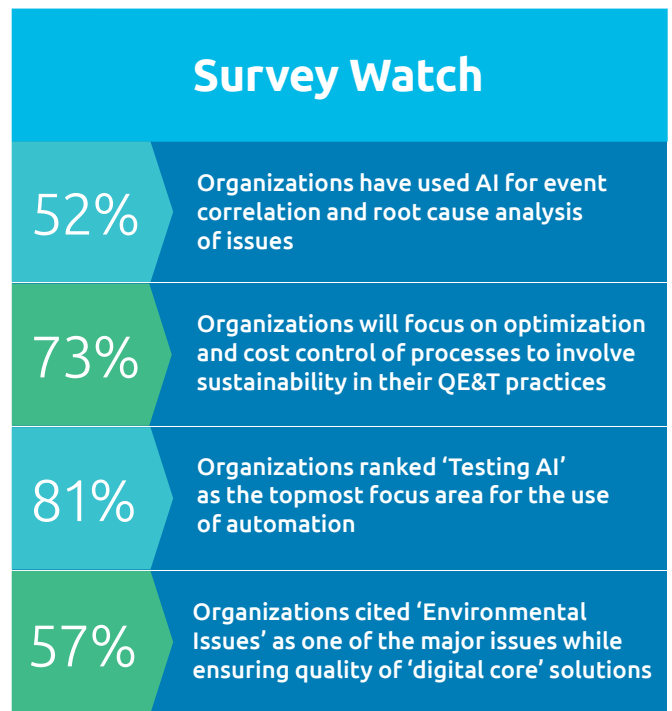 Survey Watch
52%
Organizations have used AI for event
correlation and root cause analysis
of issues
73%
Organizations will focus on optimization
and cost control of processes to involve
sustainability in their QE&T practices
81%
Organizations ranked ‘Testing AI’
as the topmost focus area for the use
of automation
57%
Organizations cited ‘Environmental
Issues’ as one of the major issues while
ensuring quality of ‘digital core’ solutions